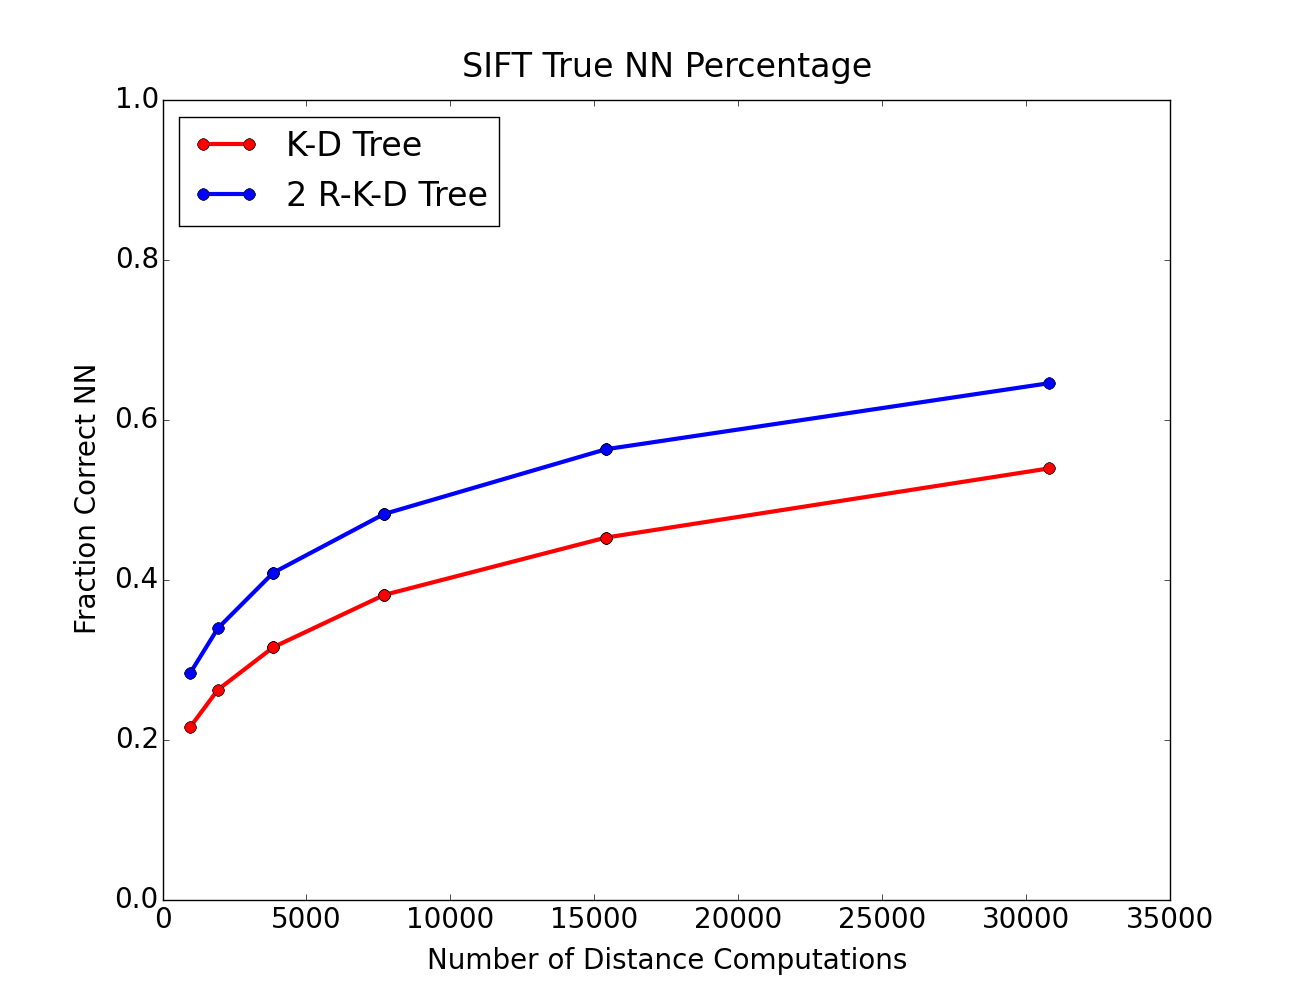 SIFT True NN Percentage
K-D Tree
2 R-K-D Tree
Fraction Correct NN
1.0
0.8
0.6
0.4
0.2
0.0
0 5000 10000 15000 20000 25000 30000 35000
Number of Distance Computations